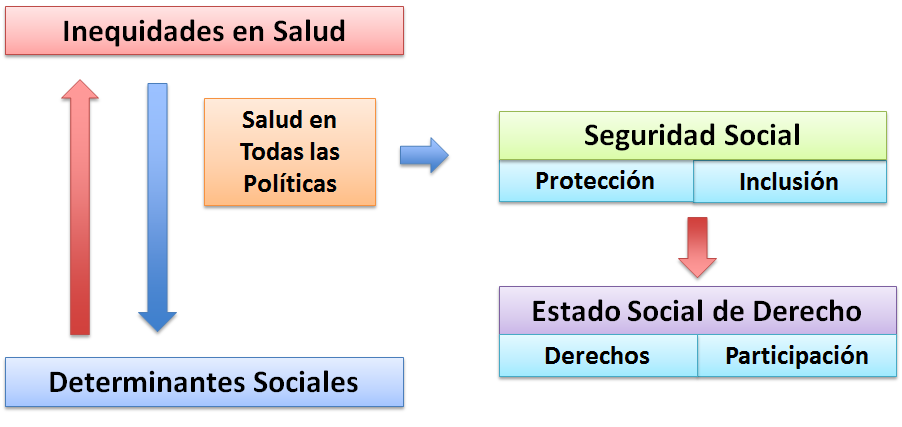 Inequidades en Salud
Salud en
Todas las
Políticas
Determinantes Sociales
Seguridad Social
Protección
Inclusión
Estado Social de Derecho
Derechos
Participación